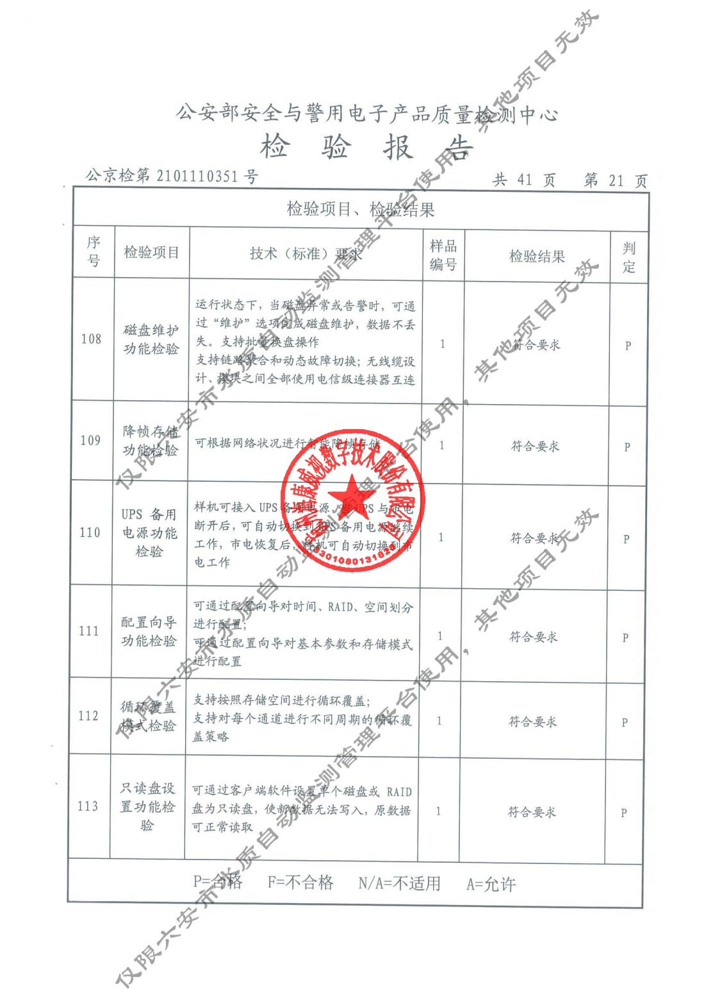 公安部安全与警用电子产品质量检测中心
检 验 报 告
公京检第 2101110351 号
共 41 页 第 21 页
检验项目、检验结果
序号
检验项目
技术（标准）要求
样品编号
检验结果
判定
108
磁盘维护
功能检验
运行状态下，当磁盘异常或告警时，可通
过“维护”选项完成磁盘维护，数据不丢
失。支持批量换盘操作
支持链路聚合和动态故障切换；无线缆设
计、模块之间全部使用电信级连接器互连
1
符合要求
P
109
降帧存储
功能检验
可根据网络状况进行智能降帧存储
1
符合要求
P
110
UPS 备用
电源功能
检验
样机可接入 UPS 备用电源，当 UPS 与市电
断开后，可自动切换到 UPS 备用电源继续
工作，市电恢复后，样机可自动切换到市
电工作
1
符合要求
P
111
配置向导
功能检验
可通过配置向导对时间、RAID、空间划分
进行配置；
可通过配置向导对基本参数和存储模式
进行配置
1
符合要求
P
112
循环覆盖
模式检验
支持按照存储空间进行循环覆盖；
支持对每个通道进行不同周期的循环覆
盖策略
1
符合要求
P
113
只读盘设
置功能检
验
可通过客户端软件设置单个磁盘或 RAID
盘为只读盘，使新数据无法写入，原数据
可正常读取
1
符合要求
P
P=合格 F=不合格 N/A=不适用 A=允许
仅限六安市水质自动监测管理平台使用，其他项目无效
仅限六安市水质自动监测管理平台使用，其他项目无效
仅限六安市水质自动监测管理平台使用，其他项目无效
杭州海康威视数字技术股份有限公司